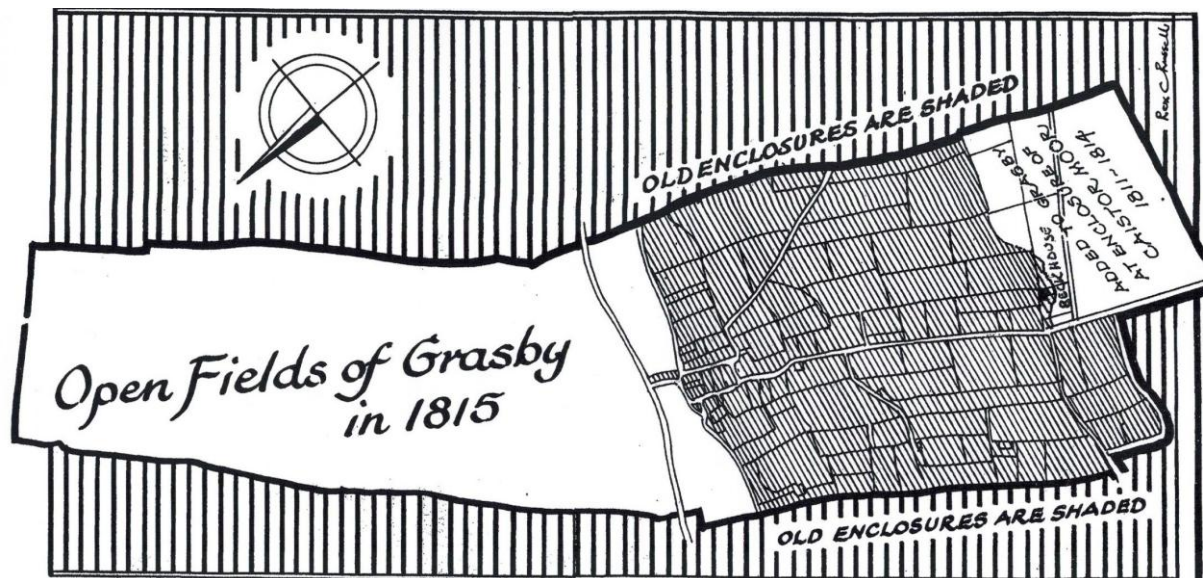 Open Fields of Grasby
in 1815
OLD ENCLOSURES ARE SHADED
BECKHOUSE
ADDED TO GRASBY
AT ENCLOSURE OF
CAISTOR MOOR
1811~1814
Rex C. Russell
OLD ENCLOSURES ARE SHADED